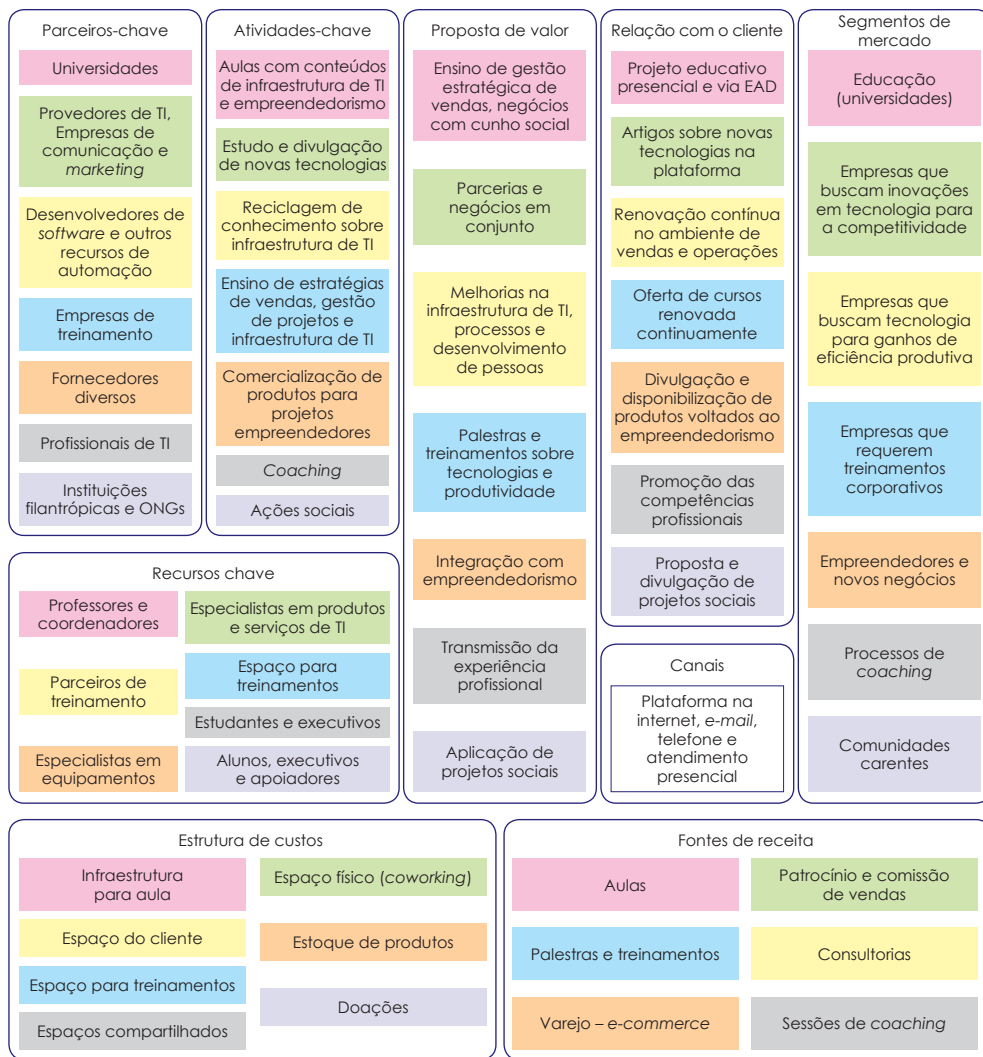 Parceiros-chave
Universidades
Provedores de TI,
Empresas de
comunicação e
marketing
Desenvolvedores de
software e outros
recursos de
automação
Empresas de
treinamento
Fornecedores
diversos
Profissionais de TI
Instituições
filantrópicas e ONGs
Atividades-chave
Aulas com conteúdos
de infraestrutura de TI
e empreendedorismo
Estudo e divulgação
de novas tecnologias
Reciclagem de
conhecimento sobre
infraestrutura de TI
Ensino de estratégias
de vendas, gestão
de projetos e
infraestrutura de TI
Comercialização de
produtos para
projetos
empreendedores
Coaching
Ações sociais
Recursos chave
Professores e
coordenadores
Especialistas em produtos
e serviços de TI
Parceiros de
treinamento
Espaço para
treinamentos
Estudantes e executivos
Especialistas em
equipamentos
Alunos, executivos
e apoiadores
Proposta de valor
Ensino de gestão
estratégica de
vendas, negócios
com cunho social
Parcerias e
negócios em
conjunto
Melhorias na
infraestrutura de TI,
processos e
desenvolvimento
de pessoas
Palestras e
treinamentos sobre
tecnologias e
produtividade
Integração com
empreendedorismo
Transmissão da
experiência
profissional
Aplicação de
projetos sociais
Relação com o cliente
Projeto educativo
presencial e via EAD
Artigos sobre novas
tecnologias na
plataforma
Renovação contínua
no ambiente de
vendas e operações
Oferta de cursos
renovada
continuamente
Divulgação e
disponibilização de
produtos voltados ao
empreendedorismo
Promoção das
competências
profissionais
Proposta e
divulgação de
projetos sociais
Canais
Plataforma na
internet, e-mail,
telefone e
atendimento
presencial
Segmentos de
mercado
Educação
(universidades)
Empresas que
buscam inovações
em tecnologia para
a competitividade
Empresas que
buscam tecnologia
para ganhos de
eficiência produtiva
Empresas que
requerem
treinamentos
corporativos
Empreendedores e
novos negócios
Processos de
coaching
Comunidades
carentes
Estrutura de custos
Infraestrutura
para aula
Espaço físico (coworking)
Espaço do cliente
Estoque de produtos
Espaço para treinamentos
Doações
Espaços compartilhados
Fontes de receita
Aulas
Patrocínio e comissão
de vendas
Palestras e treinamentos
Consultorias
Varejo – e-commerce
Sessões de coaching